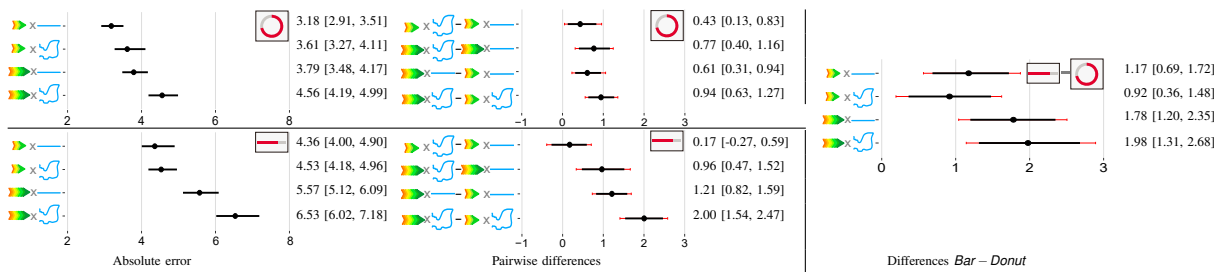 3.18 [2.91, 3.51]
X
3.61 [3.27, 4.11]
X
3.79 [3.48, 4.17]
X
4.56 [4.19, 4.99]
X
2 4 6 8
4.36 [4.00, 4.90]
X
4.53 [4.18, 4.96]
X
5.57 [5.12, 6.09]
X
6.53 [6.02, 7.18]
X
2 4 6 8
Absolute error
X – X 0.43 [0.13, 0.83]
X – X 0.77 [0.40, 1.16]
X – X 0.61 [0.31, 0.94]
X – X 0.94 [0.63, 1.27]
−1 0 1 2 3
X – X 0.17 [-0.27, 0.59]
X – X 0.96 [0.47, 1.52]
X – X 1.21 [0.82, 1.59]
X – X 2.00 [1.54, 2.47]
−1 0 1 2 3
Pairwise differences
X – 1.17 [0.69, 1.72]
X 0.92 [0.36, 1.48]
X 1.78 [1.20, 2.35]
X 1.98 [1.31, 2.68]
0 1 2 3
Differences Bar – Donut